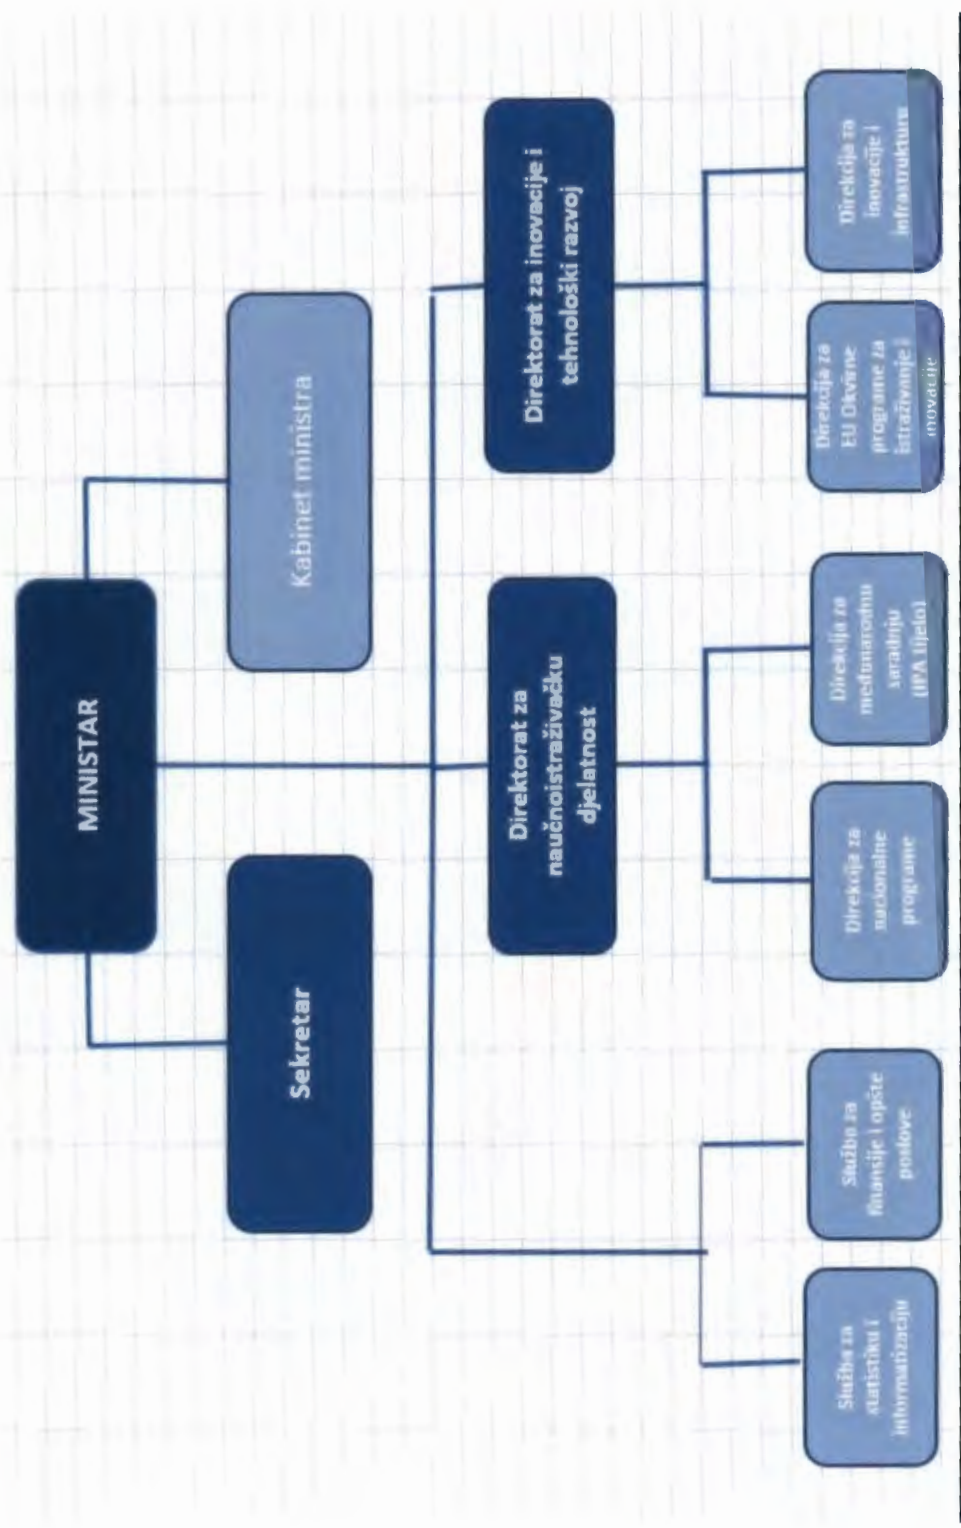 MINISTAR
Sekretar
Kabinet ministra
Direktorat za
naučnoistraživačku
djelatnost
Direktorat za inovacije i
tehnološki razvoj
Služba za
statistiku i
informatizaciju
Služba za
finansije i opšte
poslove
Direkcija za
nacionalne
programe
Direkcija za
međunarodnu
saradnju
(IPA tijelo)
Direkcija za
EU Okvirne
programe za
istraživanje i
inovacije
Direkcija za
inovacije i
infrastrukturu